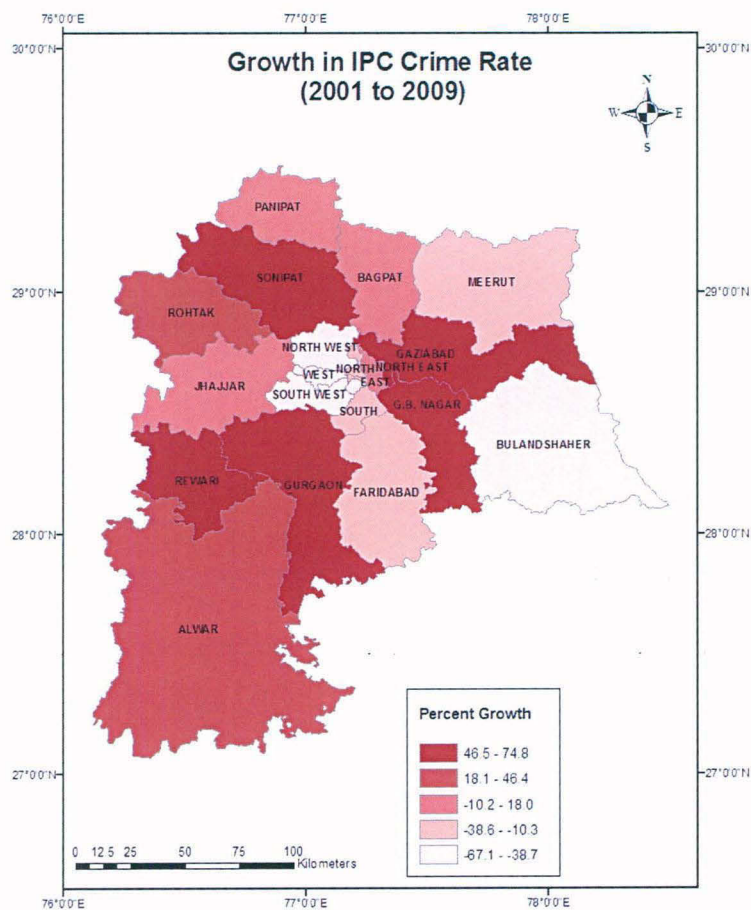 76°0'0"E 77°0'0"E 78°0'0"E
30°0'0"N 30°0'0"N
Growth in IPC Crime Rate
(2001 to 2009)
N
W E
S
PANIPAT
SONIPAT
BAGPAT
MEERUT
29°0'0"N 29°0'0"N
ROHTAK
NORTH WEST
GAZIABAD
WEST
NORTH
NORTH EAST
EAST
JHAJJAR
SOUTH WEST
SOUTH
G.B. NAGAR
BULANDSHAHER
REWARI
GURGAON
FARIDABAD
28°0'0"N 28°0'0"N
ALWAR
Percent Growth
46.5 - 74.8
18.1 - 46.4
-10.2 - 18.0
-38.6 - -10.3
-67.1 - -38.7
27°0'0"N 27°0'0"N
0 12.5 25 50 75 100
Kilometers
76°0'0"E 77°0'0"E 78°0'0"E